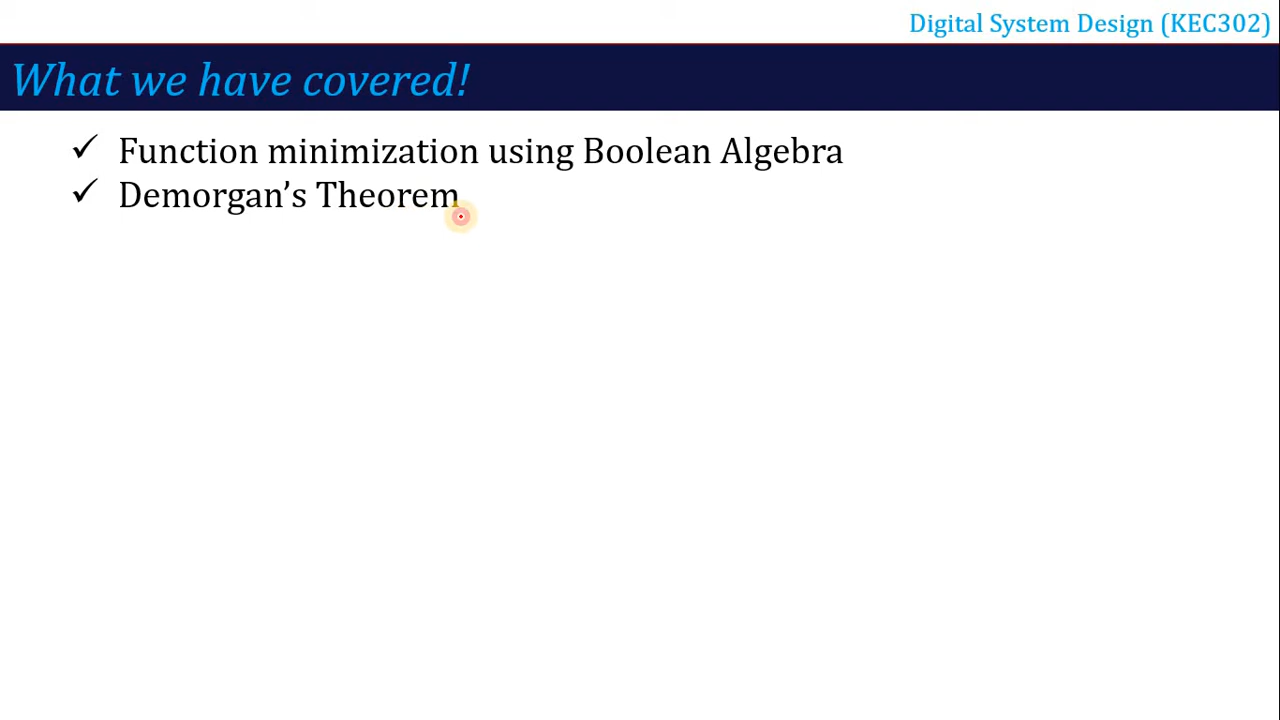 Digital System Design (KEC302)
What we have covered!
✓ Function minimization using Boolean Algebra
✓ Demorgan’s Theorem